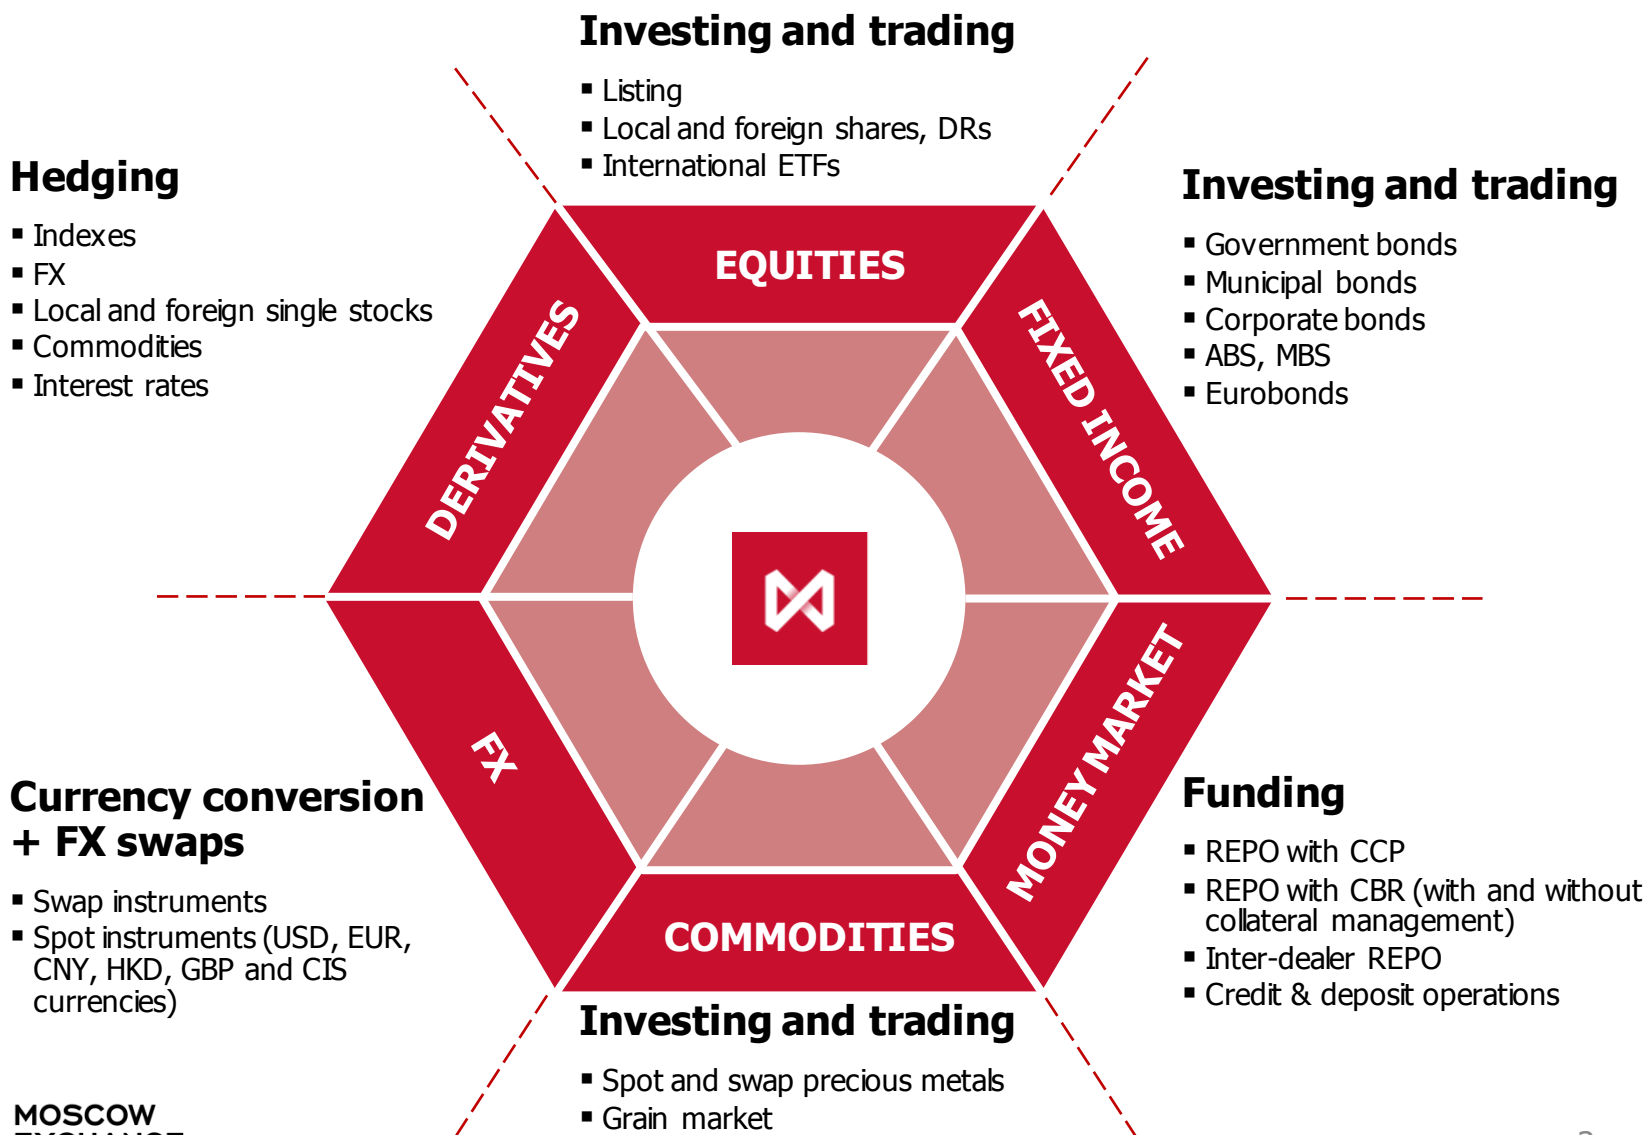 Investing and trading
▪ Listing
▪ Local and foreign shares, DRs
▪ International ETFs
Hedging
▪ Indexes
▪ FX
▪ Local and foreign single stocks
▪ Commodities
▪ Interest rates
Investing and trading
▪ Government bonds
▪ Municipal bonds
▪ Corporate bonds
▪ ABS, MBS
▪ Eurobonds
EQUITIES
DERIVATIVES
FIXED INCOME
FX
MONEY MARKET
COMMODITIES
Currency conversion
+ FX swaps
▪ Swap instruments
▪ Spot instruments (USD, EUR,
CNY, HKD, GBP and CIS
currencies)
Funding
▪ REPO with CCP
▪ REPO with CBR (with and without
collateral management)
▪ Inter-dealer REPO
▪ Credit & deposit operations
Investing and trading
▪ Spot and swap precious metals
▪ Grain market
MOSCOW
EXCHANGE